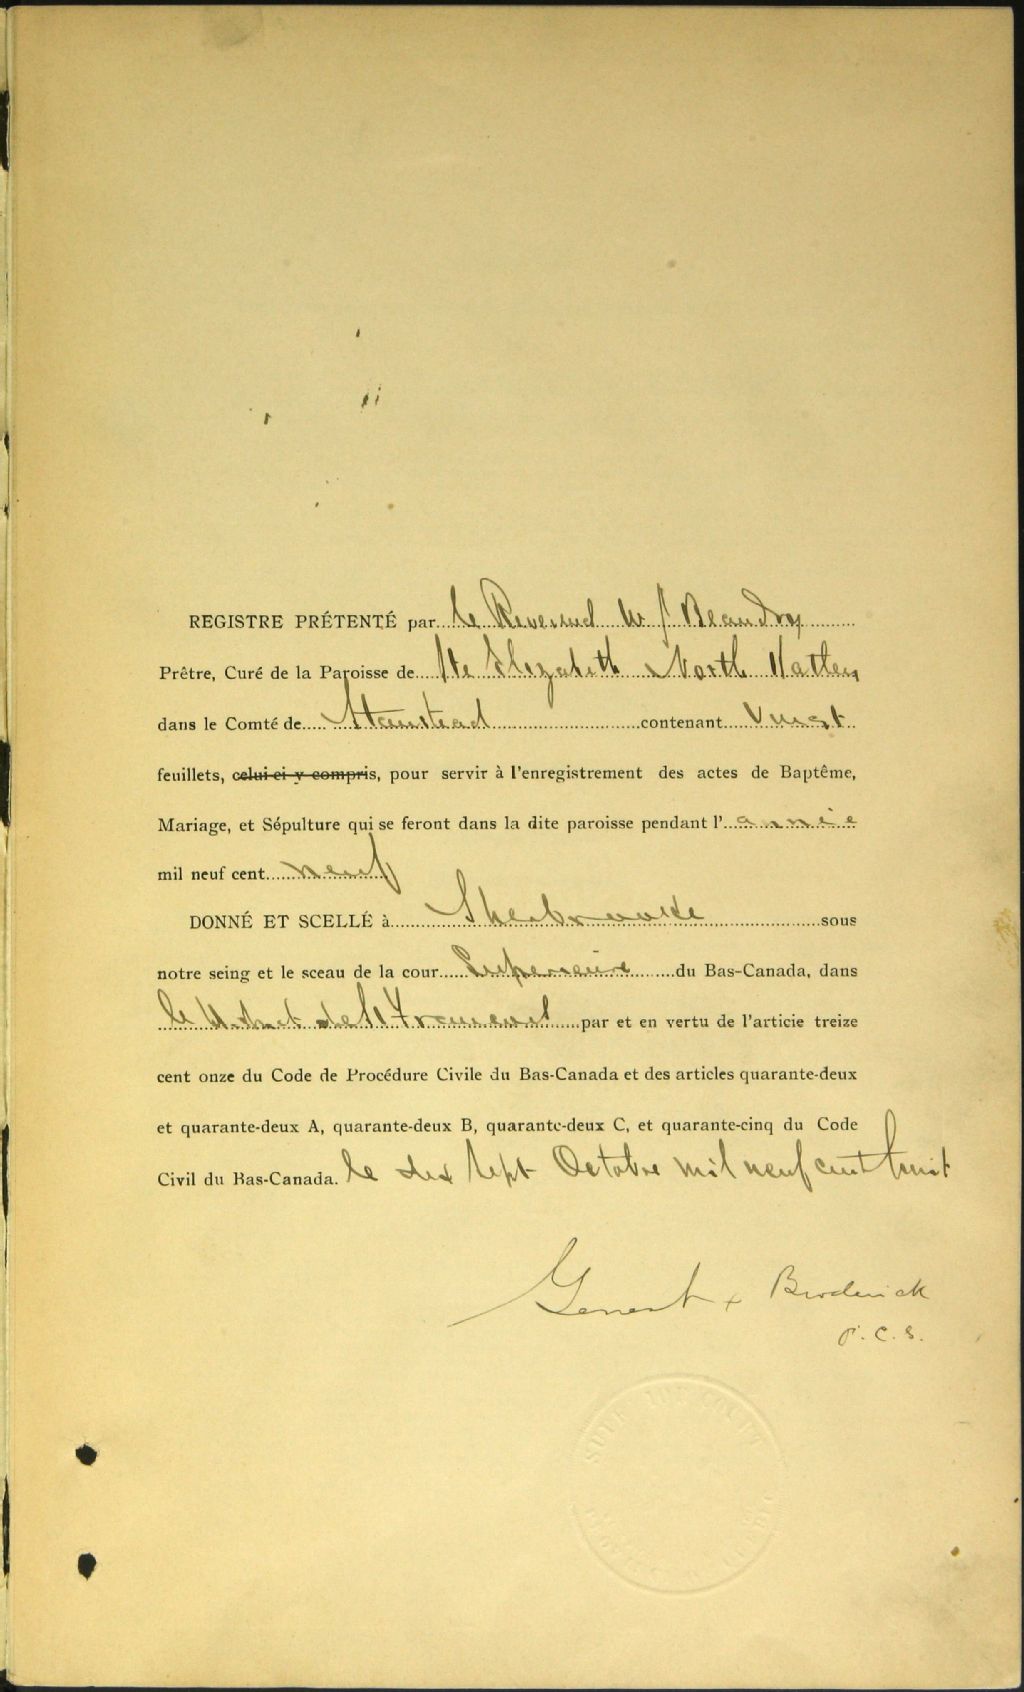 REGISTRE PRÉTENTÉ par le Reverend W J Beaudry
Prêtre, Curé de la Paroisse de Ste Elizabeth North Hatley
dans le Comté de Stanstead contenant Vingt
feuillets, celui-ci y compris, pour servir à l'enregistrement des actes de Baptême,
Mariage, et Sépulture qui se feront dans la dite paroisse pendant l'année
mil neuf cent neuf
DONNÉ ET SCELLÉ à Sherbrooke sous
notre seing et le sceau de la cour Superieure du Bas-Canada, dans
le district de St Francois par et en vertu de l'articie treize
cent onze du Code de Procédure Civile du Bas-Canada et des articles quarante-deux
et quarante-deux A, quarante-deux B, quarante-deux C, et quarante-cinq du Code
Civil du Bas-Canada. le dix sept Octobre mil neuf cent huit
Genest & Broderick
P. C. S.
SUPERIOR COURT